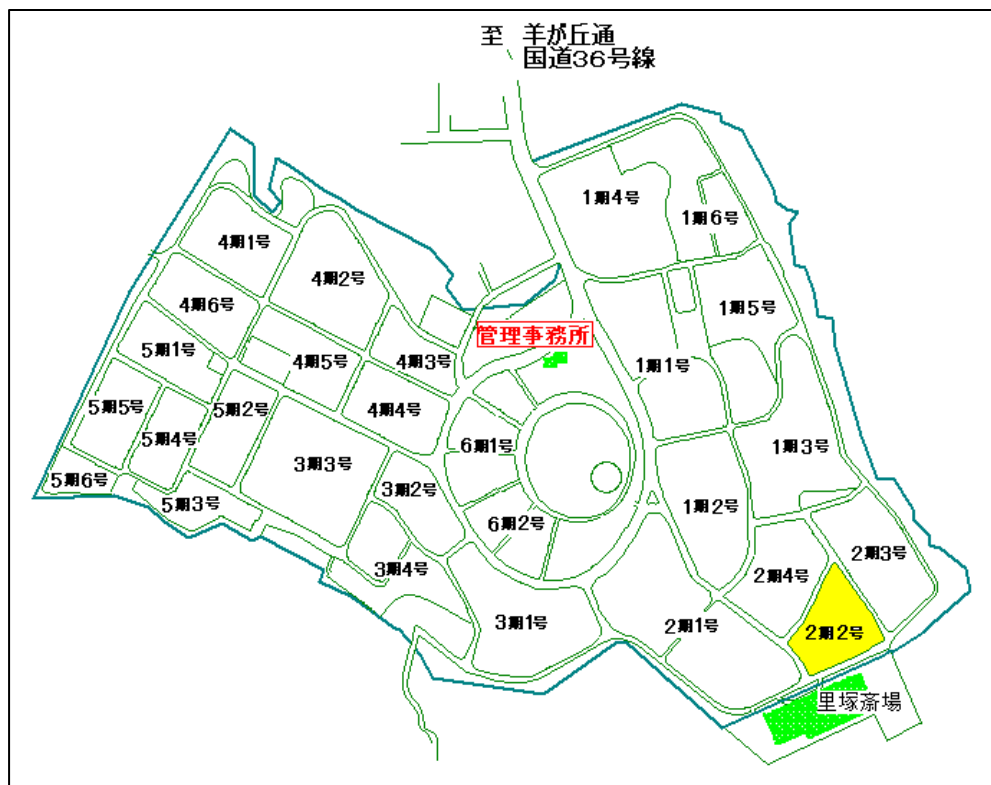 至 羊が丘通
国道36号線
1期4号
1期6号
4期1号
4期2号
4期6号
1期5号
管理事務所
5期1号
4期5号
4期3号
1期1号
5期5号
5期2号
4期4号
5期4号
6期1号
1期3号
3期3号
5期6号
3期2号
5期3号
1期2号
6期2号
2期3号
3期4号
2期4号
3期1号
2期1号
2期2号
里塚斎場